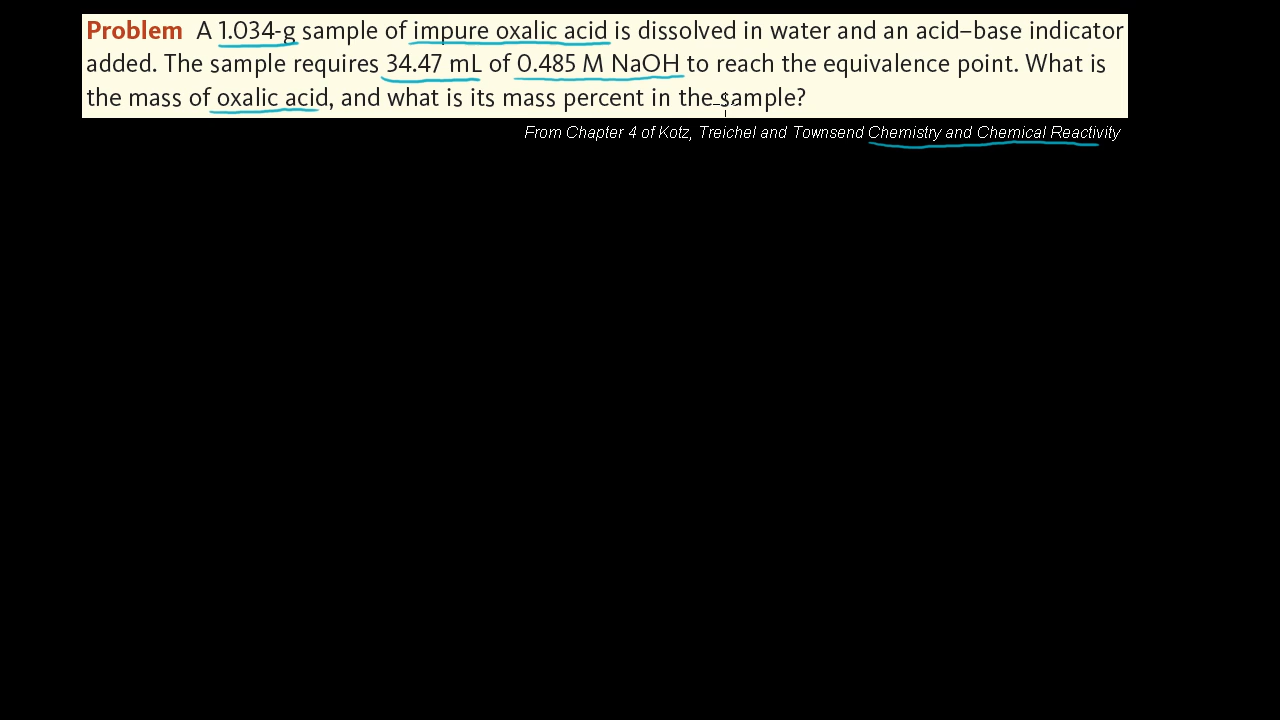 Problem A 1.034-g sample of impure oxalic acid is dissolved in water and an acid–base indicator
added. The sample requires 34.47 mL of 0.485 M NaOH to reach the equivalence point. What is
the mass of oxalic acid, and what is its mass percent in the sample?
From Chapter 4 of Kotz, Treichel and Townsend Chemistry and Chemical Reactivity